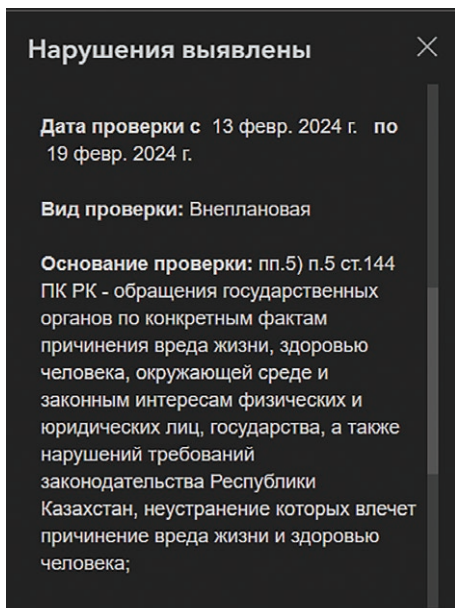 Нарушения выявлены
Дата проверки с 13 февр. 2024 г. по
19 февр. 2024 г.
Вид проверки: Внеплановая
Основание проверки: пп.5) п.5 ст.144
ПК РК - обращения государственных
органов по конкретным фактам
причинения вреда жизни, здоровью
человека, окружающей среде и
законным интересам физических и
юридических лиц, государства, а также
нарушений требований
законодательства Республики
Казахстан, неустранение которых влечет
причинение вреда жизни и здоровью
человека;